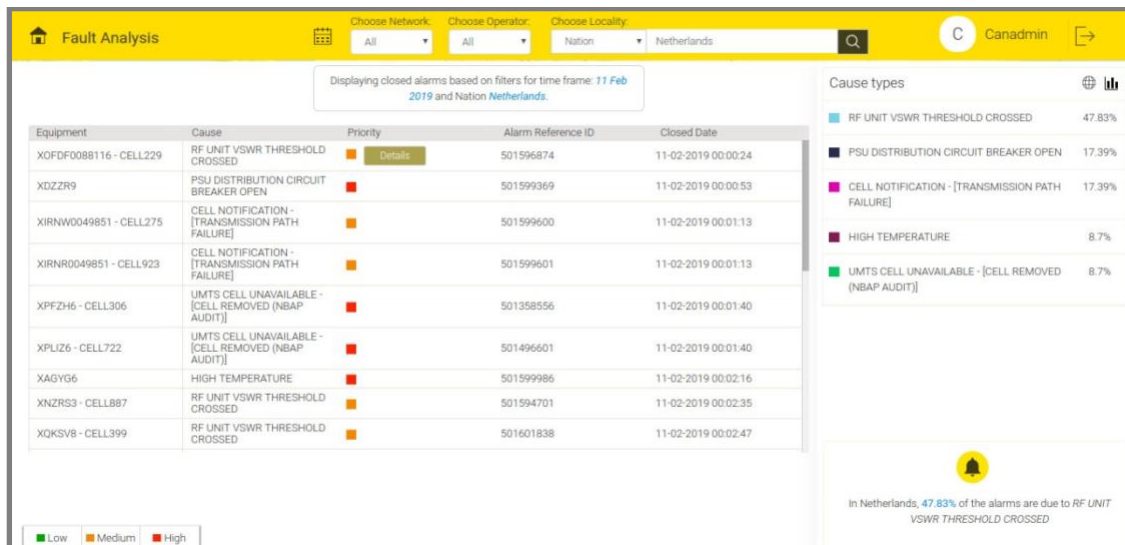 Fault Analysis
Choose Network:
All
Choose Operator:
All
Choose Locality:
Nation
Netherlands
C
Canadmin
Displaying closed alarms based on filters for time frame: 11 Feb
2019 and Nation Netherlands.
Equipment Cause Priority Alarm Reference ID Closed Date
XOFDF0088116 - CELL229 RF UNIT VSWR THRESHOLD CROSSED Details 501596874 11-02-2019 00:00:24
XDZZR9 PSU DISTRIBUTION CIRCUIT BREAKER OPEN 501599369 11-02-2019 00:00:53
XIRNW0049851 - CELL275 CELL NOTIFICATION - [TRANSMISSION PATH FAILURE] 501599600 11-02-2019 00:01:13
XIRNR0049851 - CELL923 CELL NOTIFICATION - [TRANSMISSION PATH FAILURE] 501599601 11-02-2019 00:01:13
XPFZH6 - CELL306 UMTS CELL UNAVAILABLE - [CELL REMOVED (NBAP AUDIT)] 501358556 11-02-2019 00:01:40
XPLIZ6 - CELL722 UMTS CELL UNAVAILABLE - [CELL REMOVED (NBAP AUDIT)] 501496601 11-02-2019 00:01:40
XAGYG6 HIGH TEMPERATURE 501599986 11-02-2019 00:02:16
XNZRS3 - CELL887 RF UNIT VSWR THRESHOLD CROSSED 501594701 11-02-2019 00:02:35
XQKSV8 - CELL399 RF UNIT VSWR THRESHOLD CROSSED 501601838 11-02-2019 00:02:47
Low Medium High
Cause types
RF UNIT VSWR THRESHOLD CROSSED 47.83%
PSU DISTRIBUTION CIRCUIT BREAKER OPEN 17.39%
CELL NOTIFICATION - [TRANSMISSION PATH 17.39%
FAILURE]
HIGH TEMPERATURE 8.7%
UMTS CELL UNAVAILABLE - [CELL REMOVED 8.7%
(NBAP AUDIT)]
In Netherlands, 47.83% of the alarms are due to RF UNIT
VSWR THRESHOLD CROSSED